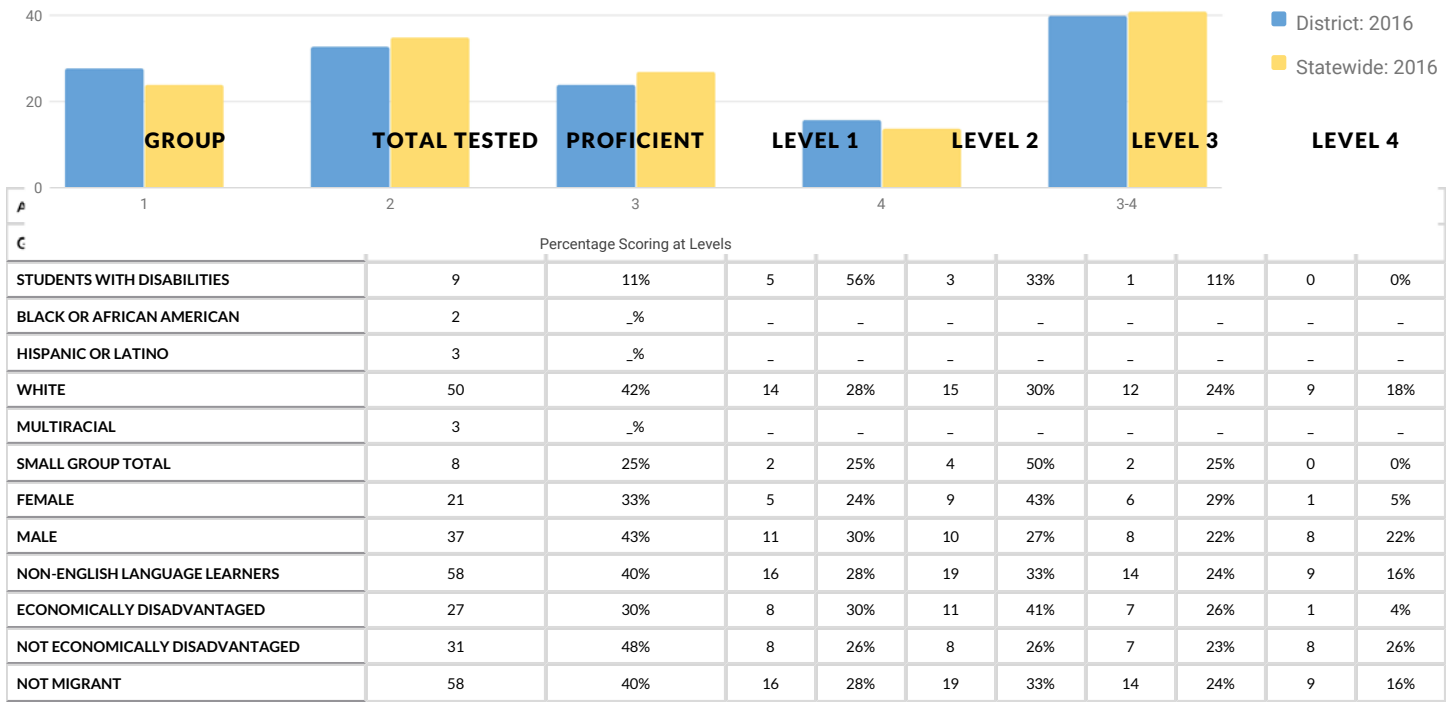 40
District: 2016
Statewide: 2016
20
GROUP TOTAL TESTED PROFICIENT LEVEL 1 LEVEL 2 LEVEL 3 LEVEL 4
0
1 2 3 4 3-4
Percentage Scoring at Levels
STUDENTS WITH DISABILITIES 9 11% 5 56% 3 33% 1 11% 0 0%
BLACK OR AFRICAN AMERICAN 2 _% _ _ _ _ _ _ _ _
HISPANIC OR LATINO 3 _% _ _ _ _ _ _ _ _
WHITE 50 42% 14 28% 15 30% 12 24% 9 18%
MULTIRACIAL 3 _% _ _ _ _ _ _ _ _
SMALL GROUP TOTAL 8 25% 2 25% 4 50% 2 25% 0 0%
FEMALE 21 33% 5 24% 9 43% 6 29% 1 5%
MALE 37 43% 11 30% 10 27% 8 22% 8 22%
NON-ENGLISH LANGUAGE LEARNERS 58 40% 16 28% 19 33% 14 24% 9 16%
ECONOMICALLY DISADVANTAGED 27 30% 8 30% 11 41% 7 26% 1 4%
NOT ECONOMICALLY DISADVANTAGED 31 48% 8 26% 8 26% 7 23% 8 26%
NOT MIGRANT 58 40% 16 28% 19 33% 14 24% 9 16%